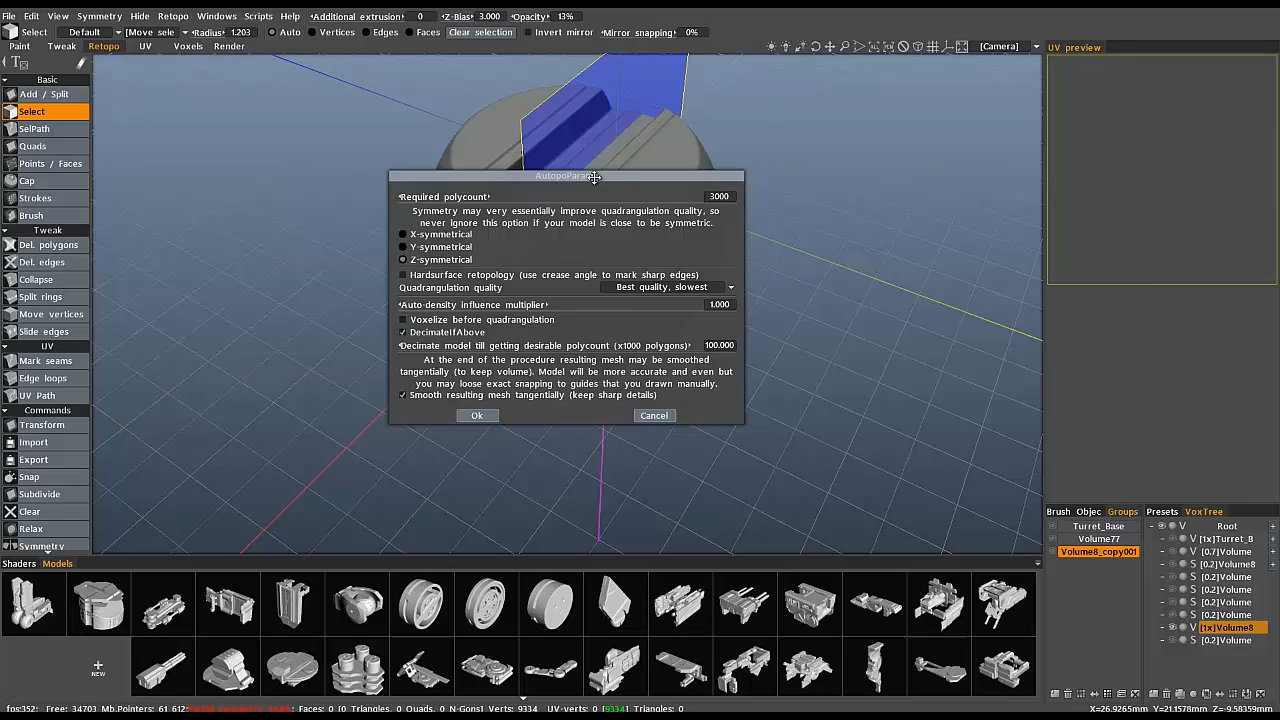 File Edit View Symmetry Hide Retopo Windows Scripts Help Additional extrusion 0 Z-Bias 3.000 Opacity 13%
Select Default [Move sele Radius 1.203 Auto Vertices Edges Faces Clear selection Invert mirror Mirror snapping 0%
Paint Tweak Retopo UV Voxels Render [Camera] UV preview
Basic
Add / Split
Select
SelPath
Quads
Points / Faces
Cap
Strokes
Brush
Tweak
Del. polygons
Del. edges
Collapse
Split rings
Move vertices
Slide edges
UV
Mark seams
Edge loops
UV Path
Commands
Transform
Import
Export
Snap
Subdivide
Clear
Relax
Symmetry
Required polycount 3000
Symmetry may very essentially improve quadrangulation quality, so
never ignore this option if your model is close to be symmetric.
X-symmetrical
Y-symmetrical
Z-symmetrical
Hardsurface retopology (use crease angle to mark sharp edges)
Quadrangulation quality Best quality, slowest
Auto-density influence multiplier 1.000
Voxelize before quadrangulation
DecimateIfAbove
Decimate model till getting desirable polycount (x1000 polygons) 100.000
At the end of the procedure resulting mesh may be smoothed
tangentially (to keep volume). Model will be more accurate and even but
you may loose exact snapping to guides that you drawn manually.
Smooth resulting mesh tangentially (keep sharp details)
Ok Cancel
Brush Objec Groups Presets VoxTree
Turret_Base
Volume77
Volume8_copy001
V Root
V [1x]Turret_B
V [0.7]Volume
S [0.2]Volume8
S [0.2]Volume
S [0.2]Volume
S [0.2]Volume
S [0.2]Volume
V [1x]Volume8
S [0.2]Volume
Shaders Models
NEW
fps:352; Free: 34703 Mb Pointers: 61 612; Faces: 0 [0 Triangles, 0 Quads, 0 N-Gons] Verts: 9334 UV-verts: 0 [9334] Triangles: 0 X=26.9265mm Y=21.1578mm Z=-9.58359mm